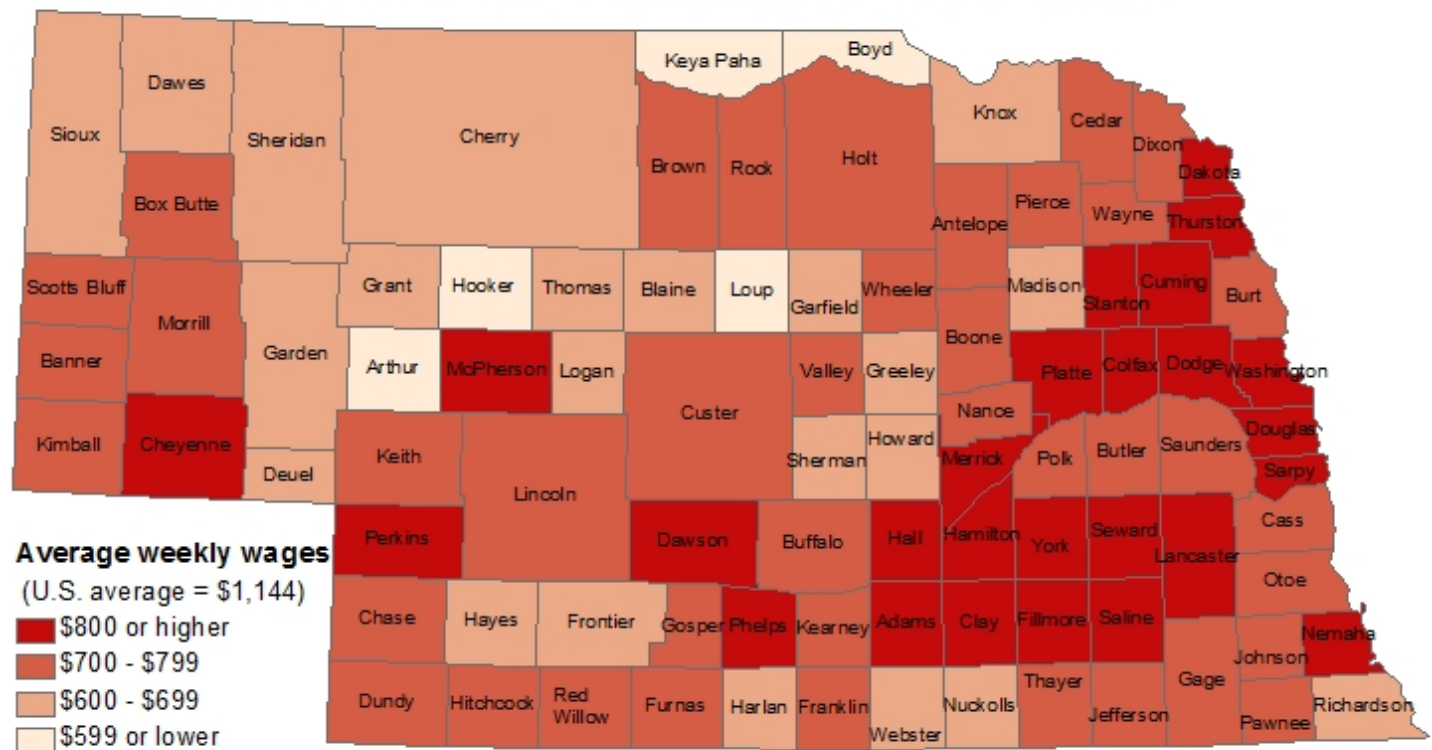 Keya Paha
Boyd
Dawes
Sioux
Sheridan
Cherry
Knox
Cedar
Dixon
Dakota
Brown
Rock
Holt
Box Butte
Antelope
Pierce
Wayne
Thurston
Scotts Bluff
Morrill
Grant
Hooker
Thomas
Blaine
Loup
Garfield
Wheeler
Madison
Stanton
Cuming
Burt
Banner
Garden
Arthur
McPherson
Logan
Custer
Valley
Greeley
Boone
Platte
Colfax
Dodge
Washington
Kimball
Cheyenne
Deuel
Keith
Lincoln
Sherman
Howard
Nance
Merrick
Polk
Butler
Saunders
Douglas
Sarpy
Perkins
Dawson
Buffalo
Hall
Hamilton
York
Seward
Lancaster
Cass
Otoe
Chase
Hayes
Frontier
Gosper
Phelps
Kearney
Adams
Clay
Fillmore
Saline
Johnson
Nemaha
Dundy
Hitchcock
Red
Willow
Furnas
Harlan
Franklin
Webster
Nuckolls
Thayer
Jefferson
Gage
Pawnee
Richardson
Average weekly wages
(U.S. average = $1,144)
$800 or higher
$700 - $799
$600 - $699
$599 or lower